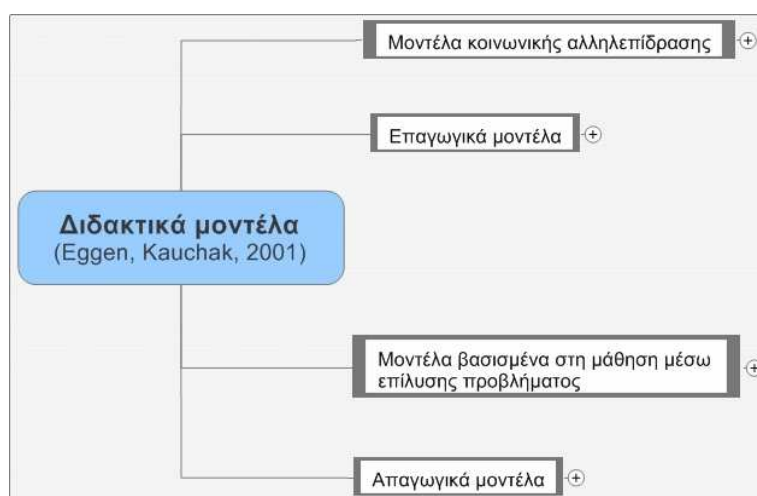 Μοντέλα κοινωνικής αλληλεπίδρασης
Επαγωγικά μοντέλα
Διδακτικά μοντέλα
(Eggen, Kauchak, 2001)
Μοντέλα βασισμένα στη μάθηση μέσω
επίλυσης προβλήματος
Απαγωγικά μοντέλα